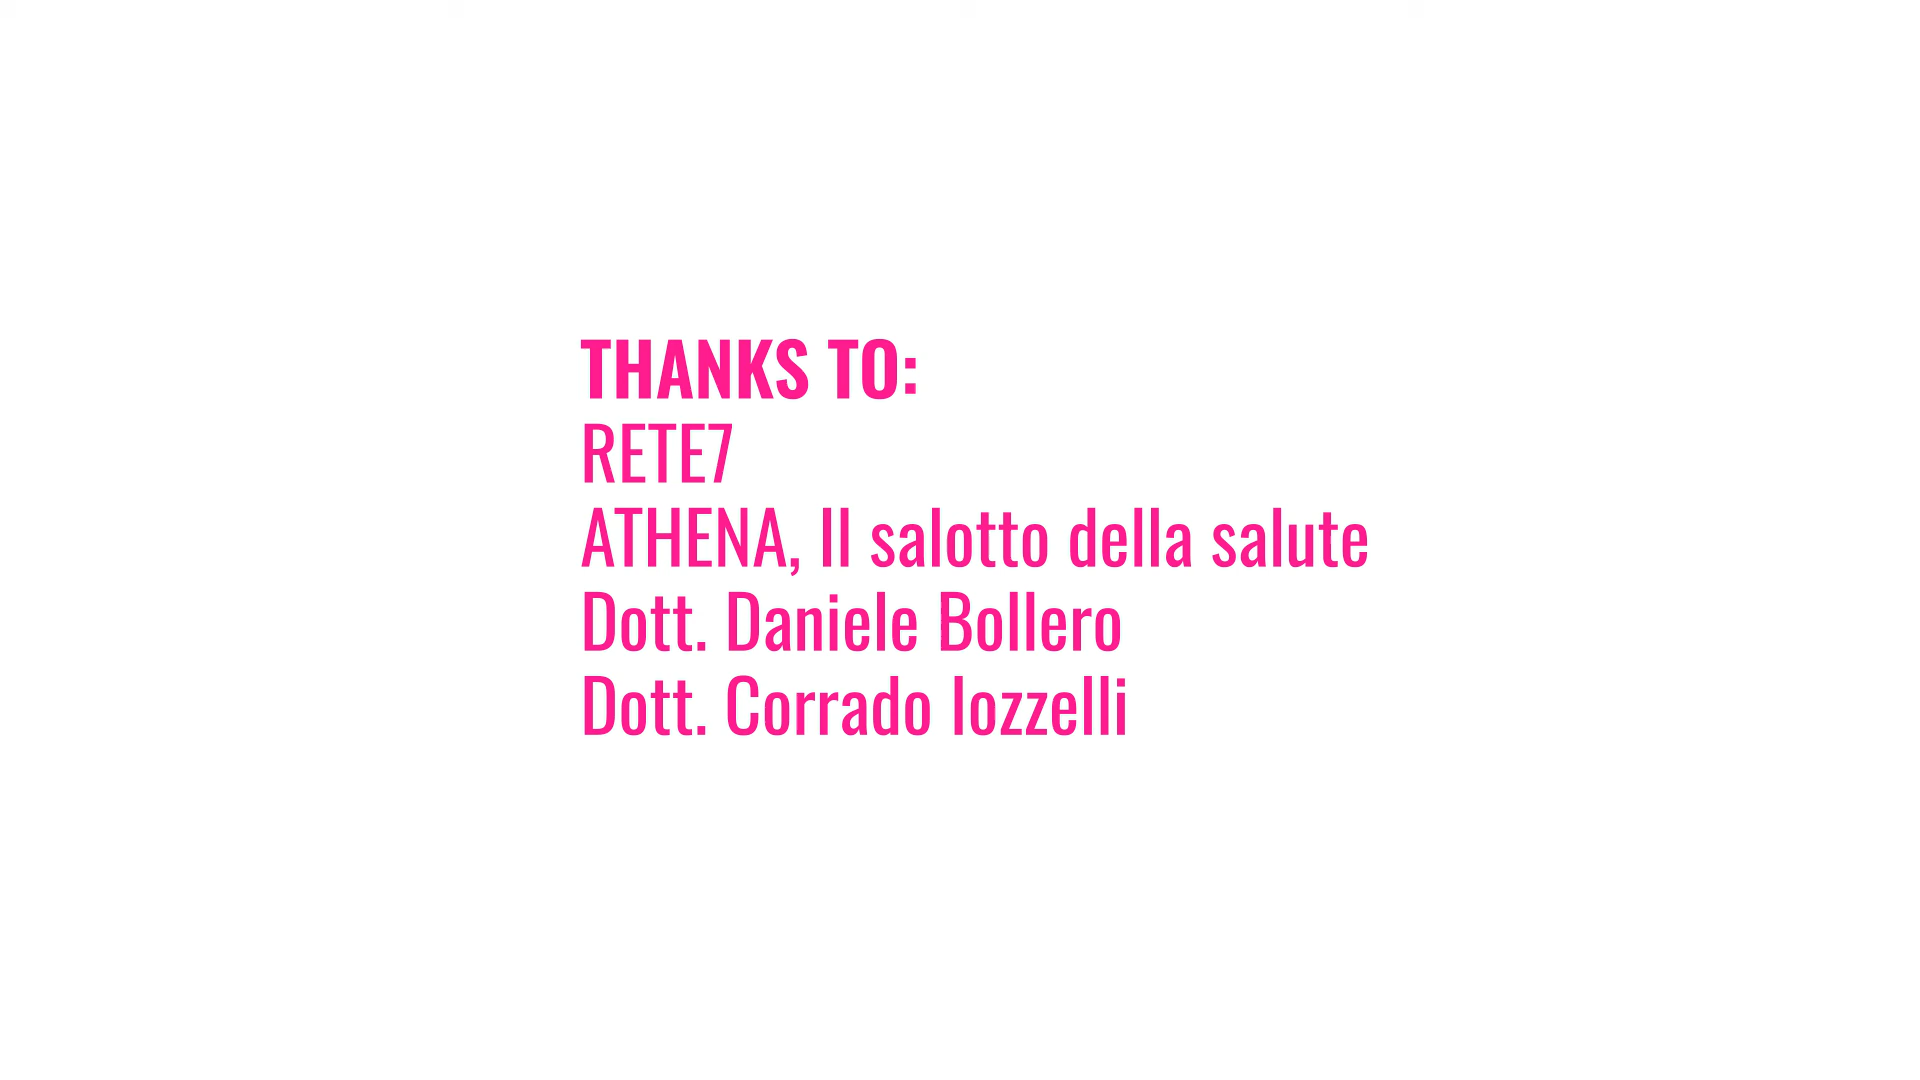 THANKS TO:
RETE7
ATHENA, Il salotto della salute
Dott. Daniele Bollero
Dott. Corrado Iozzelli